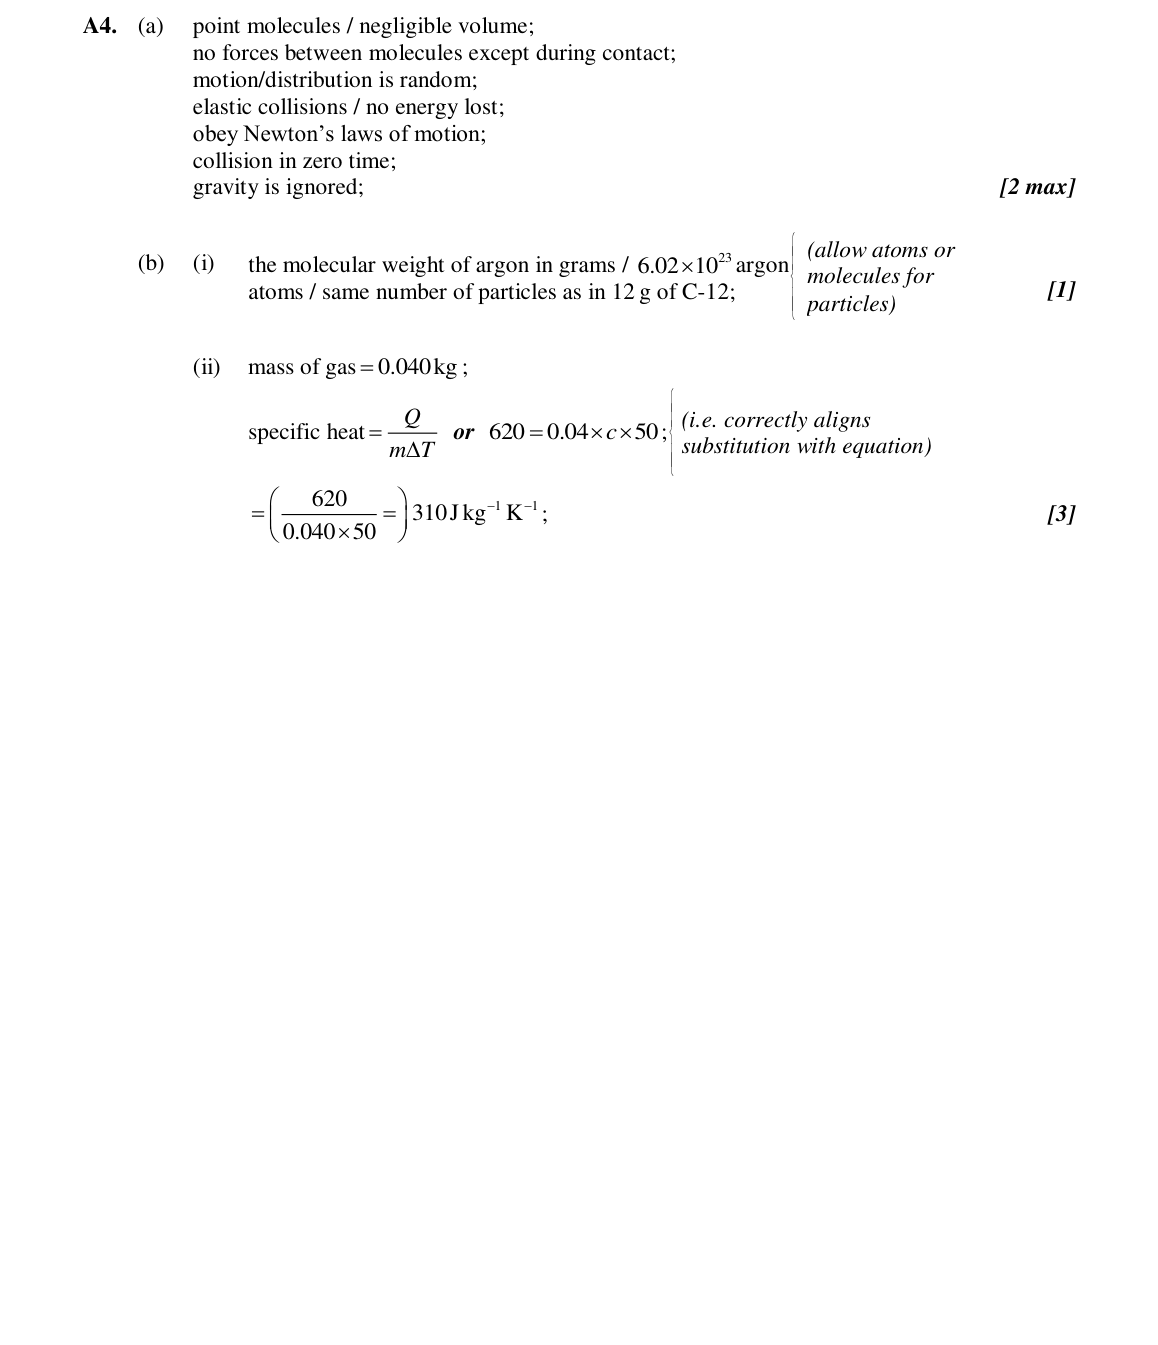 A4. (a) point molecules / negligible volume;
no forces between molecules except during contact;
motion/distribution is random;
elastic collisions / no energy lost;
obey Newton's laws of motion;
collision in zero time;
gravity is ignored; [2 max]
(b) (i) the molecular weight of argon in grams / 6.02×10²³ argon
atoms / same number of particles as in 12 g of C-12;
(allow atoms or
molecules for
particles)
[1]
(ii) mass of gas = 0.040 kg ;
specific heat = Q / mΔT or 620 = 0.04 × c × 50;
(i.e. correctly aligns
substitution with equation)
= (620 / 0.040 × 50 =) 310 J kg⁻¹ K⁻¹ ; [3]